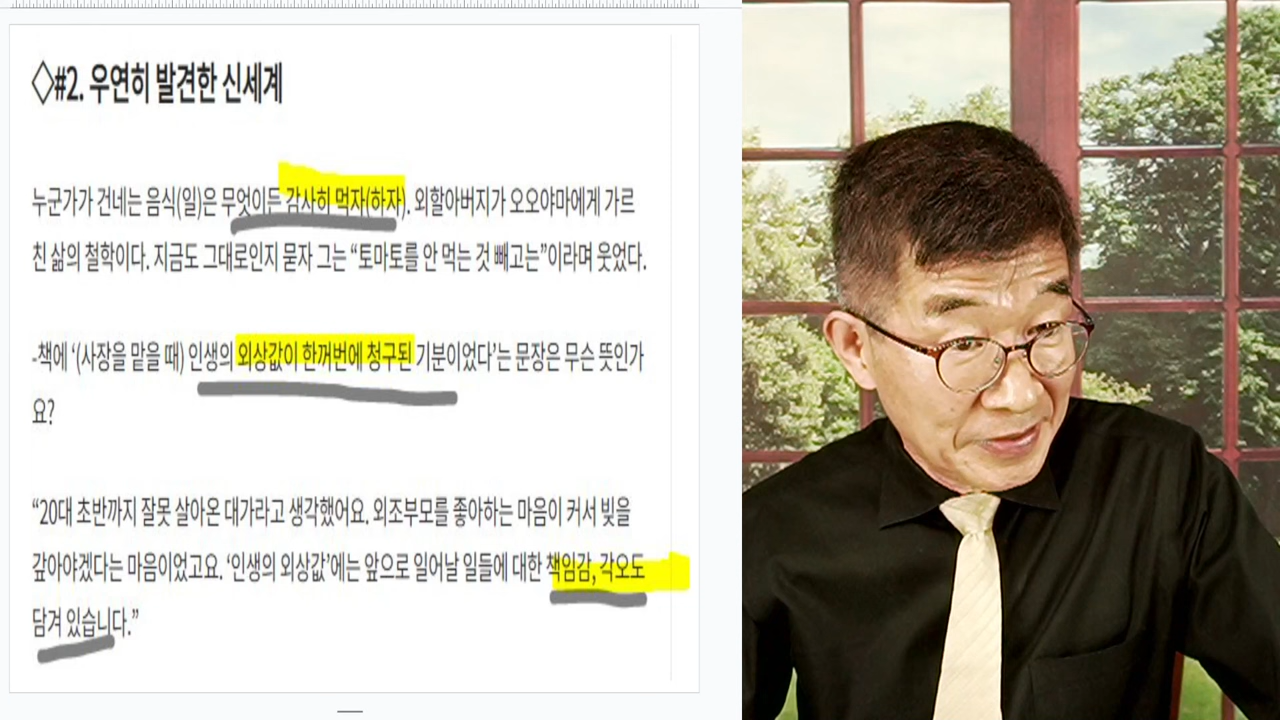 ◇#2. 우연히 발견한 신세계
누군가가 건네는 음식(일)은 무엇이든 감사히 먹자(하자). 외할아버지가 오오야마에게 가르
친 삶의 철학이다. 지금도 그대로인지 묻자 그는 “토마토를 안 먹는 것 빼고는”이라며 웃었다.
-책에 ‘(사장을 맡을 때) 인생의 외상값이 한꺼번에 청구된 기분이었다’는 문장은 무슨 뜻인가
요?
“20대 초반까지 잘못 살아온 대가라고 생각했어요. 외조부모를 좋아하는 마음이 커서 빚을
갚아야겠다는 마음이었고요. ‘인생의 외상값’에는 앞으로 일어날 일들에 대한 책임감, 각오도
담겨 있습니다.”